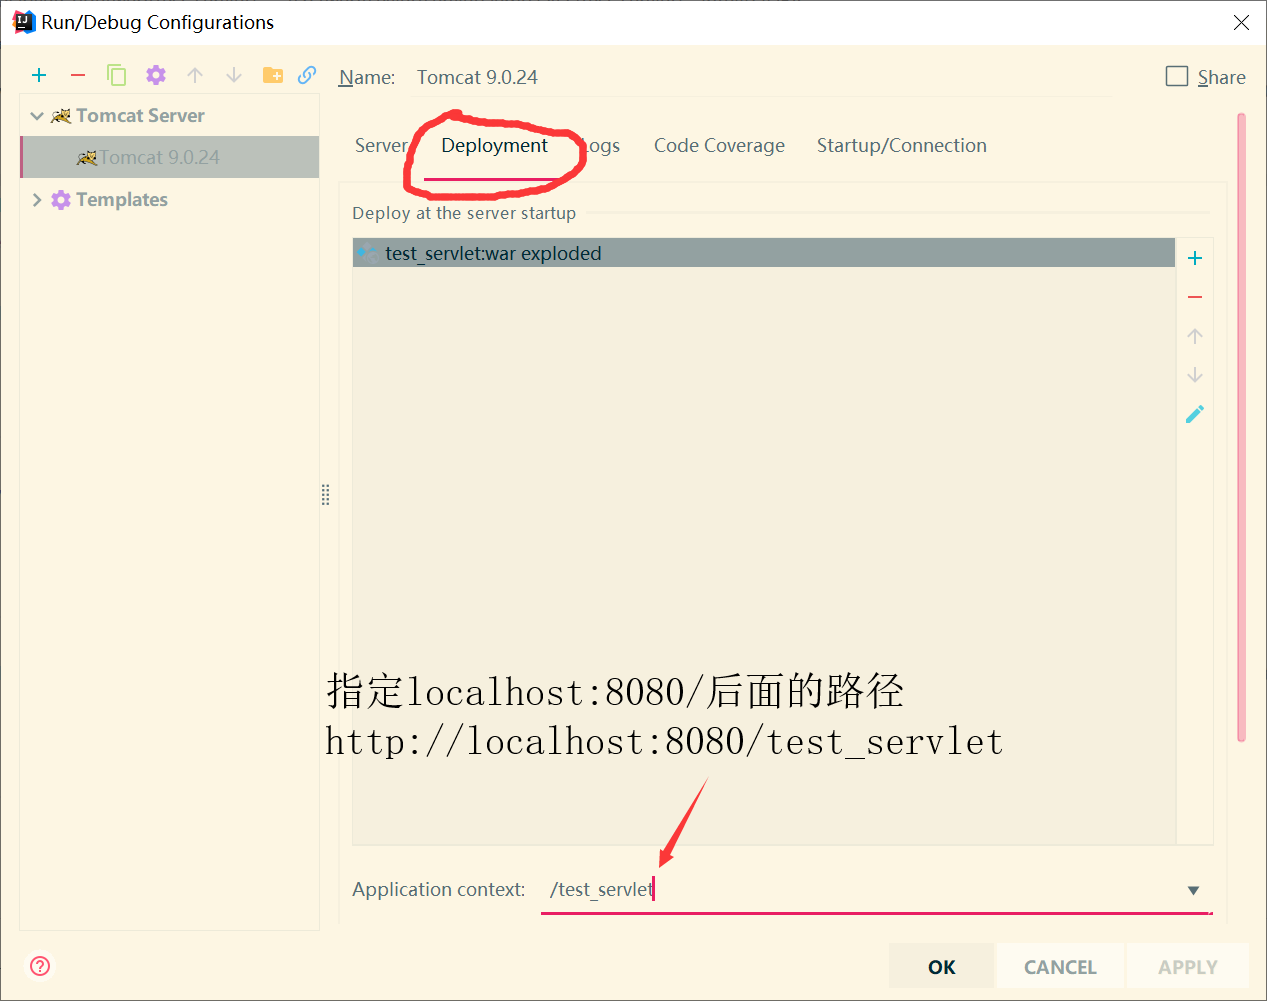 Run/Debug Configurations
Name: Tomcat 9.0.24
Share
Tomcat Server
Tomcat 9.0.24
Templates
Server Deployment ogs Code Coverage Startup/Connection
Deploy at the server startup
test_servlet:war exploded
指定localhost:8080/后面的路径
http://localhost:8080/test_servlet
Application context: /test_servlet
OK CANCEL APPLY